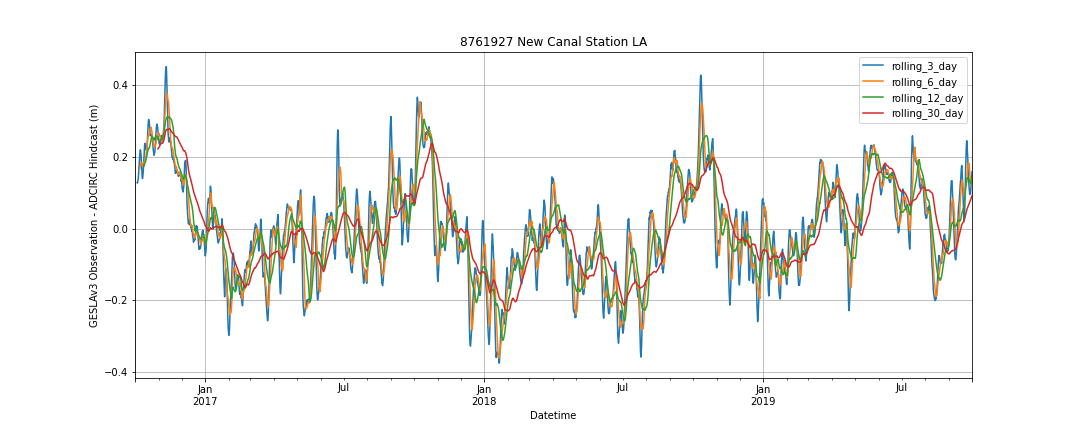 8761927 New Canal Station LA
GESLAv3 Observation - ADCIRC Hindcast (m)
0.4
0.2
0.0
−0.2
−0.4
rolling_3_day
rolling_6_day
rolling_12_day
rolling_30_day
Jan
2017
Jul
Jan
2018
Jul
Jan
2019
Jul
Datetime